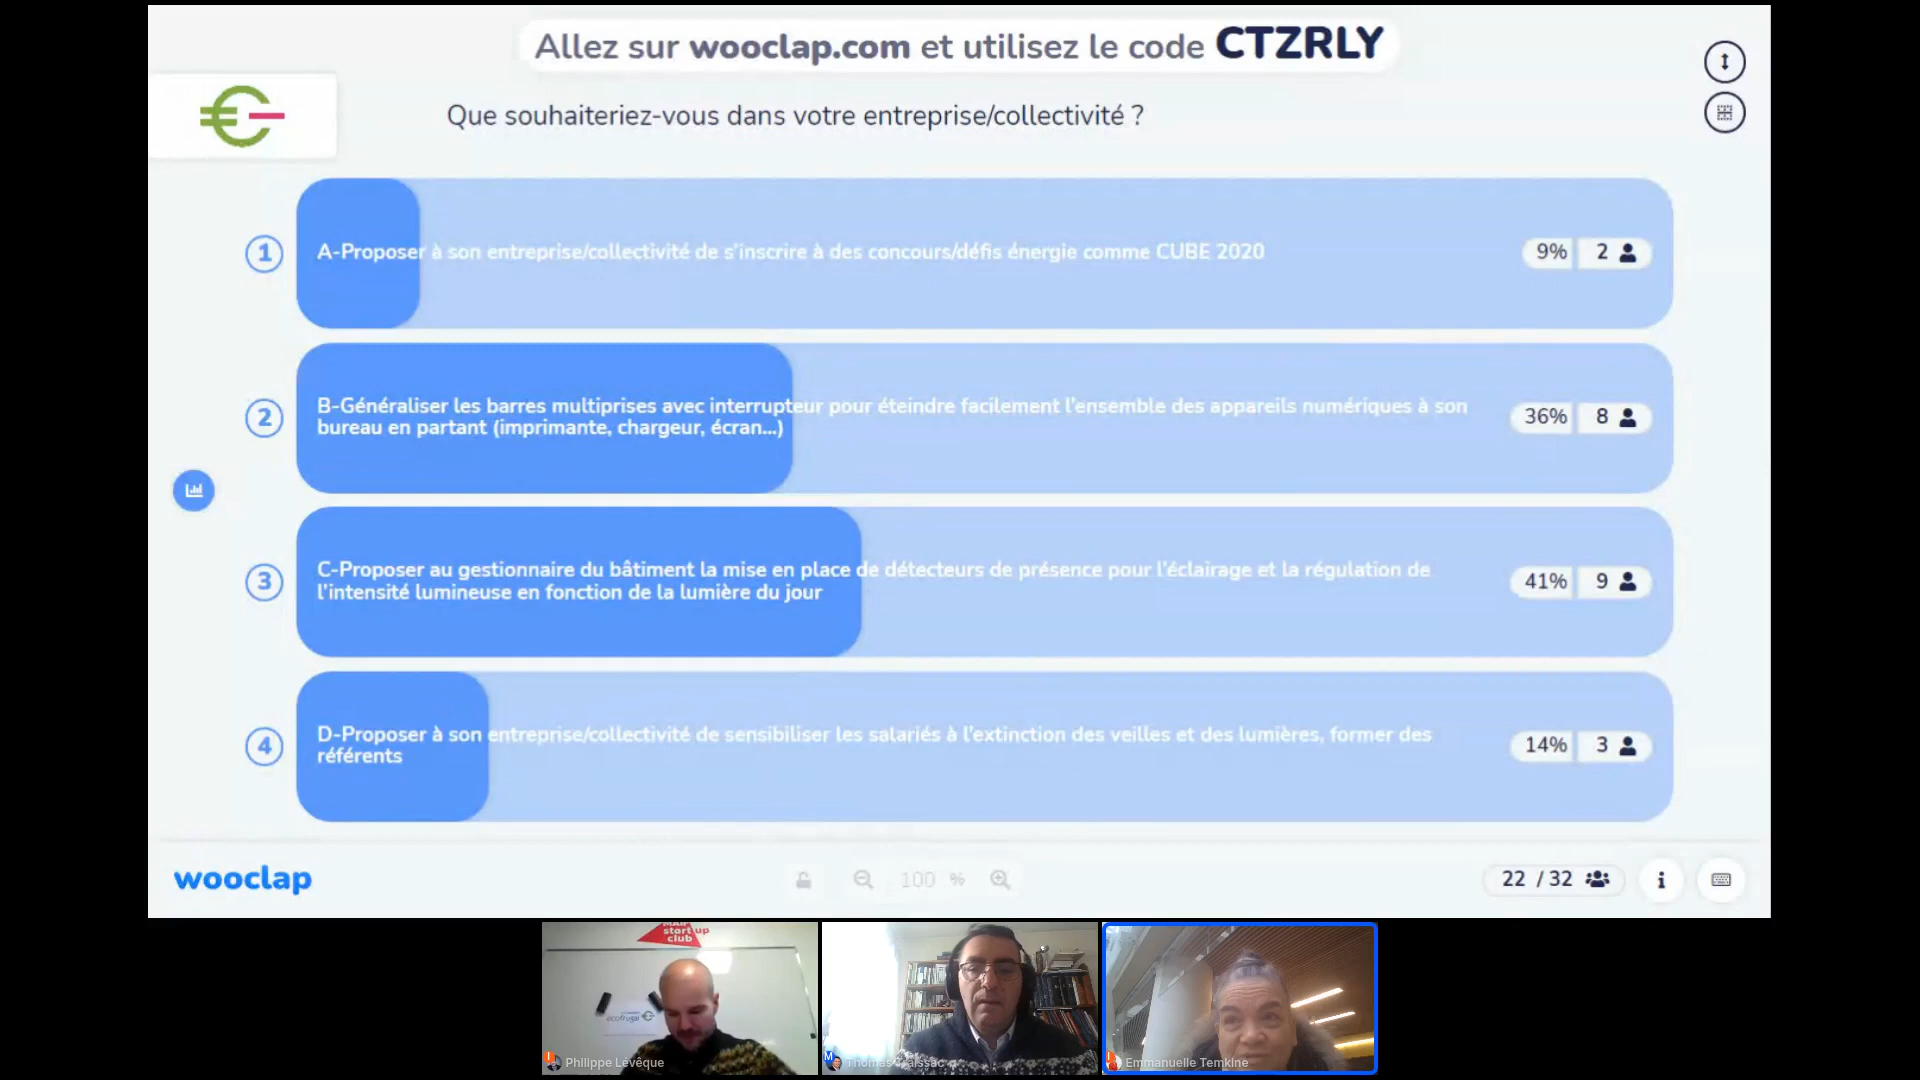 Allez sur wooclap.com et utilisez le code CTZRLY
Que souhaiteriez-vous dans votre entreprise/collectivité ?
1
A-Proposer à son entreprise/collectivité de s'inscrire à des concours/défis énergie comme CUBE 2020
9% 2
2
B-Généraliser les barres multiprises avec interrupteur pour éteindre facilement l'ensemble des appareils numériques à son
bureau en partant (imprimante, chargeur, écran...)
36% 8
3
C-Proposer au gestionnaire du bâtiment la mise en place de détecteurs de présence pour l'éclairage et la régulation de
l'intensité lumineuse en fonction de la lumière du jour
41% 9
4
D-Proposer à son entreprise/collectivité de sensibiliser les salariés à l'extinction des veilles et des lumières, former des
référents
14% 3
wooclap
100 %
22 / 32
start up
club
ecofrugal
Philippe Lévêque
Emmanuelle Temkine